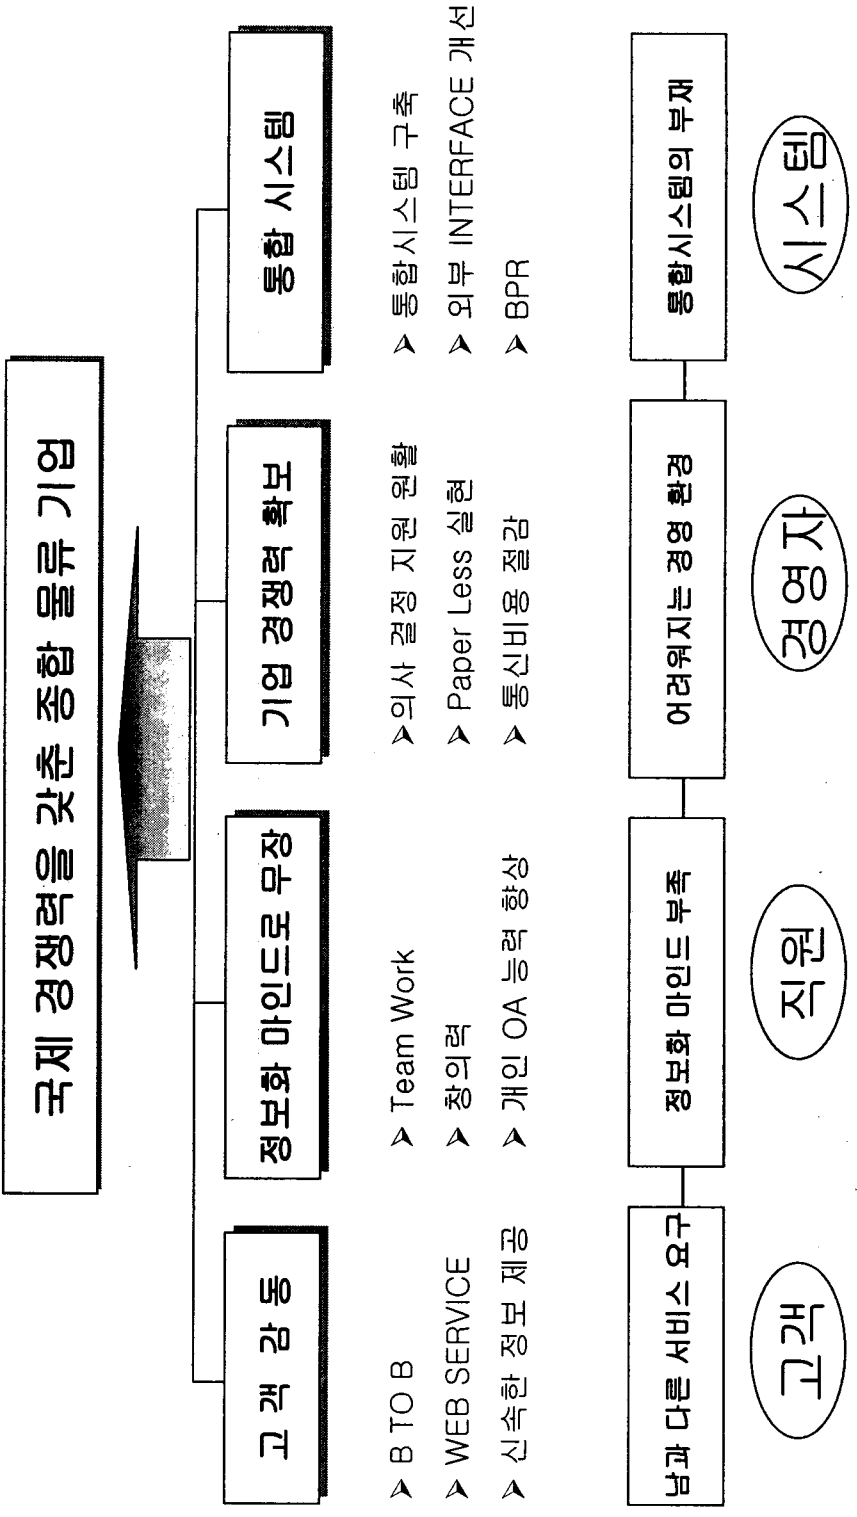 국제 경쟁력을 갖춘 종합 물류 기업
고객 감동
정보화 마인드로 무장
기업 경쟁력 확보
통합 시스템
➢ B TO B
➢ WEB SERVICE
➢ 신속한 정보 제공
➢ Team Work
➢ 창의력
➢ 개인 OA 능력 향상
➢의사 결정 지원 원활
➢ Paper Less 실현
➢ 통신비용 절감
➢ 통합시스템 구축
➢ 외부 INTERFACE 개선
➢ BPR
남과 다른 서비스 요구
정보화 마인드 부족
어려워지는 경영 환경
통합시스템의 부재
고객
직원
경영자
시스템